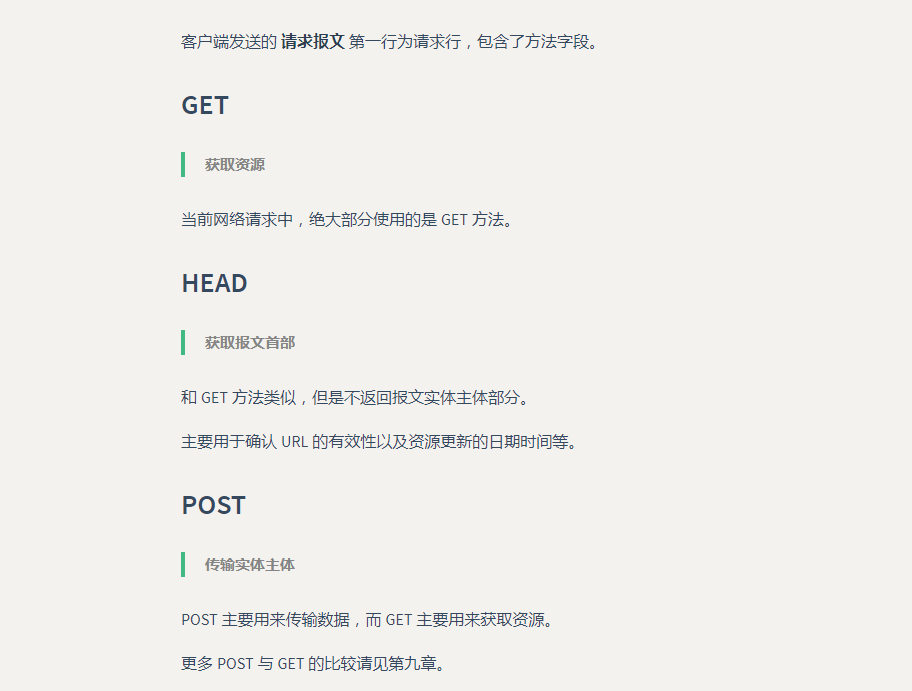 客户端发送的 请求报文 第一行为请求行，包含了方法字段。
GET
获取资源
当前网络请求中，绝大部分使用的是 GET 方法。
HEAD
获取报文首部
和 GET 方法类似，但是不返回报文实体主体部分。
主要用于确认 URL 的有效性以及资源更新的日期时间等。
POST
传输实体主体
POST 主要用来传输数据，而 GET 主要用来获取资源。
更多 POST 与 GET 的比较请见第九章。